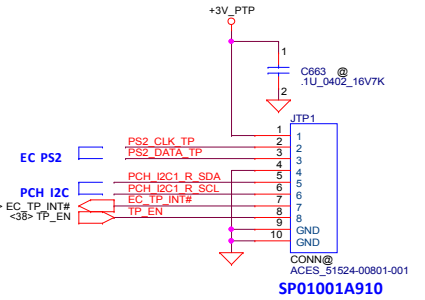 +3V_PTP
1
C663 @
.1U_0402_16V7K
2
JTP1
1 1
PS2_CLK_TP 2 2
PS2_DATA_TP 3 3
EC PS2
4 4
PCH_I2C1_R_SDA 5 5
PCH I2C
PCH_I2C1_R_SCL 6 6
> EC_TP_INT# EC_TP_INT# 7 7
<38> TP_EN TP_EN 8 8
9 GND
10 GND
CONN@
ACES_51524-00801-001
SP01001A910